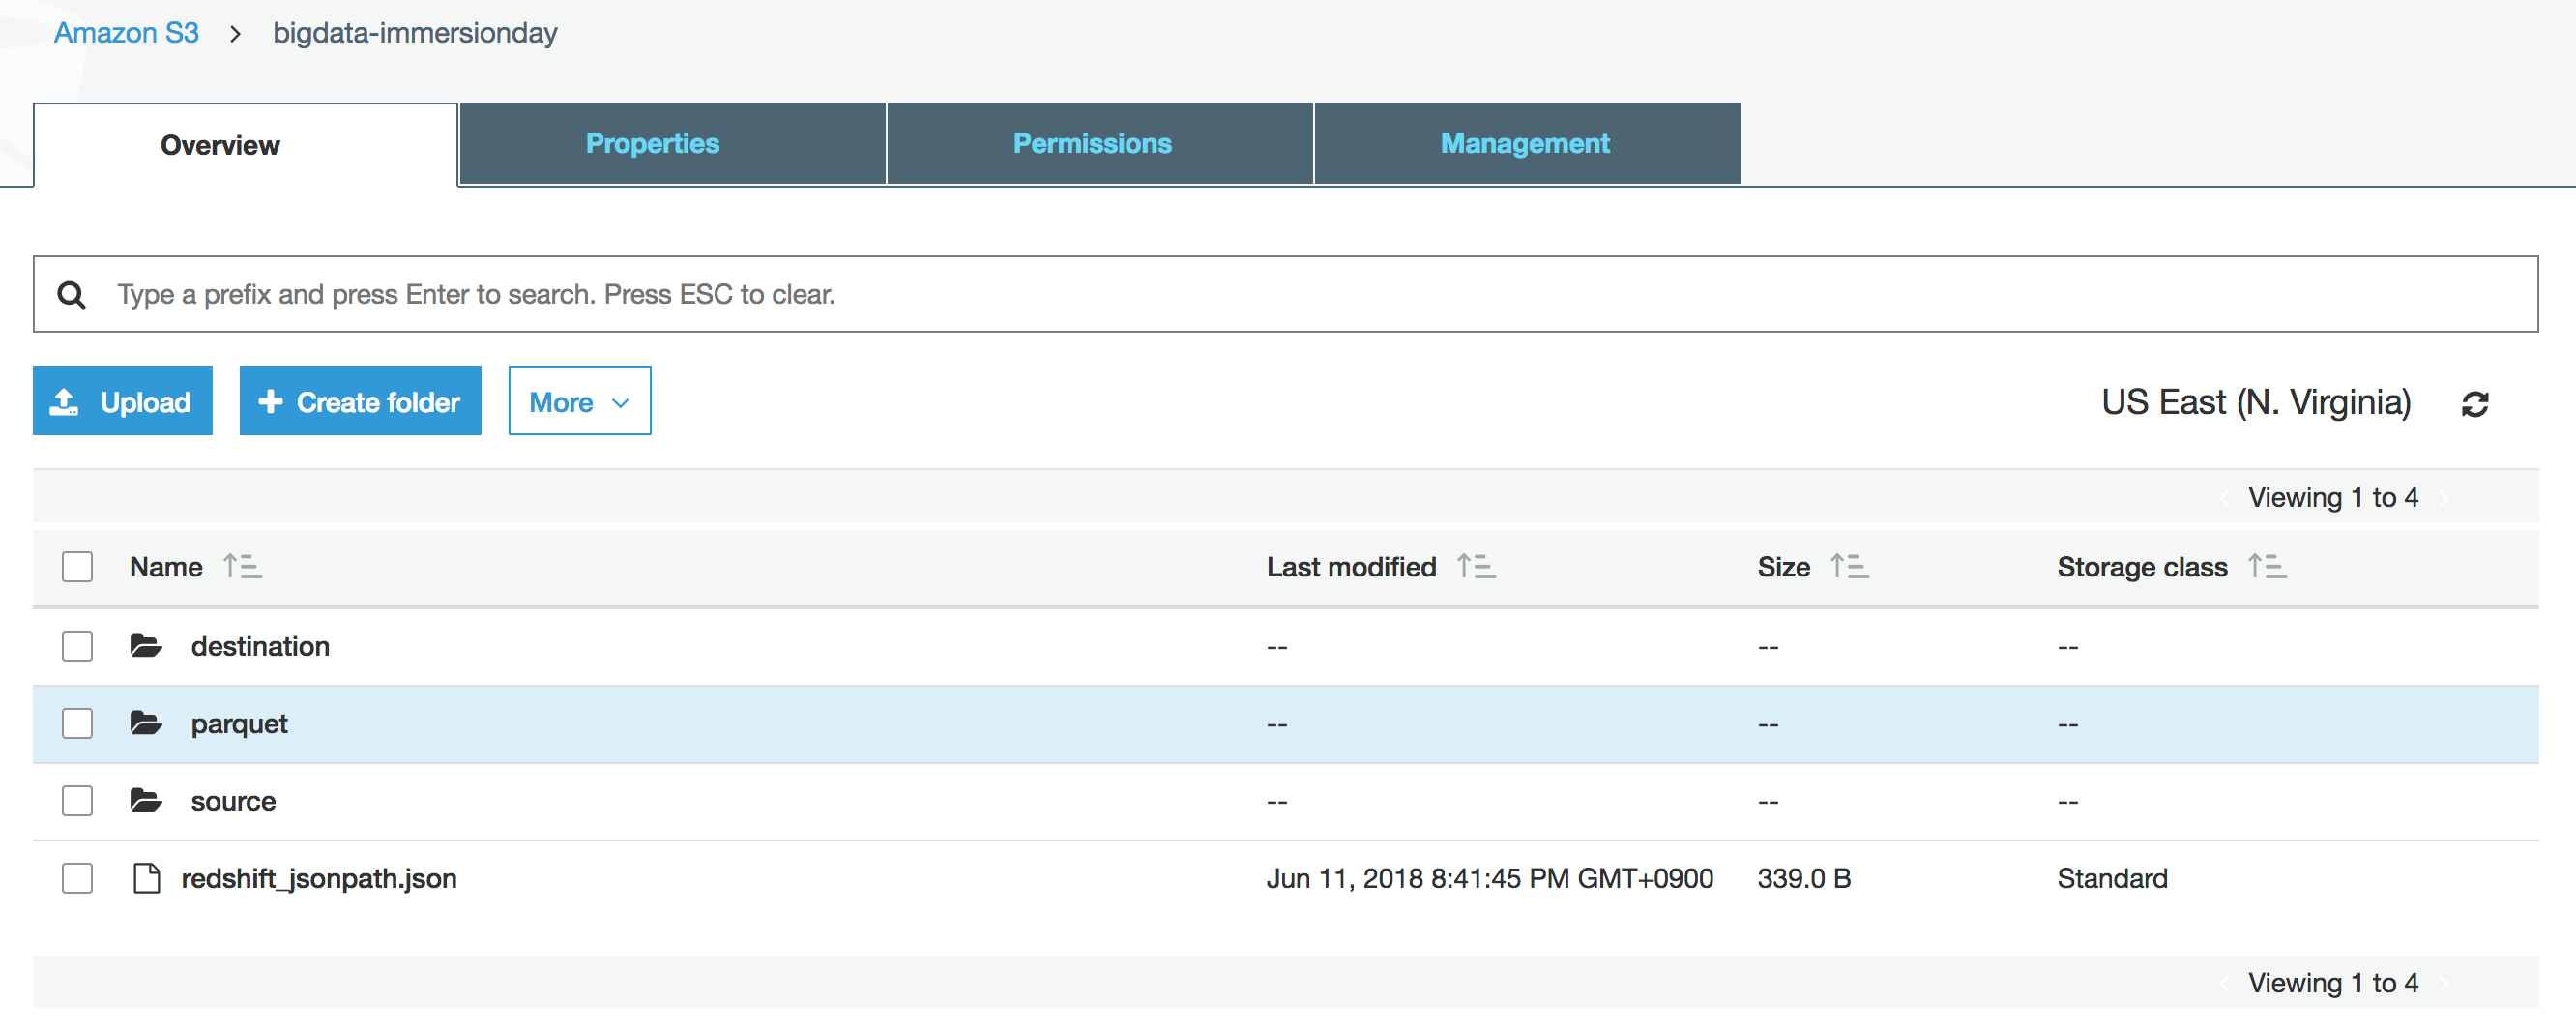 Amazon S3 > bigdata-immersionday
Overview Properties Permissions Management
Type a prefix and press Enter to search. Press ESC to clear.
Upload Create folder More US East (N. Virginia)
Viewing 1 to 4
Name Last modified Size Storage class
destination -- -- --
parquet -- -- --
source -- -- --
redshift_jsonpath.json Jun 11, 2018 8:41:45 PM GMT+0900 339.0 B Standard
Viewing 1 to 4